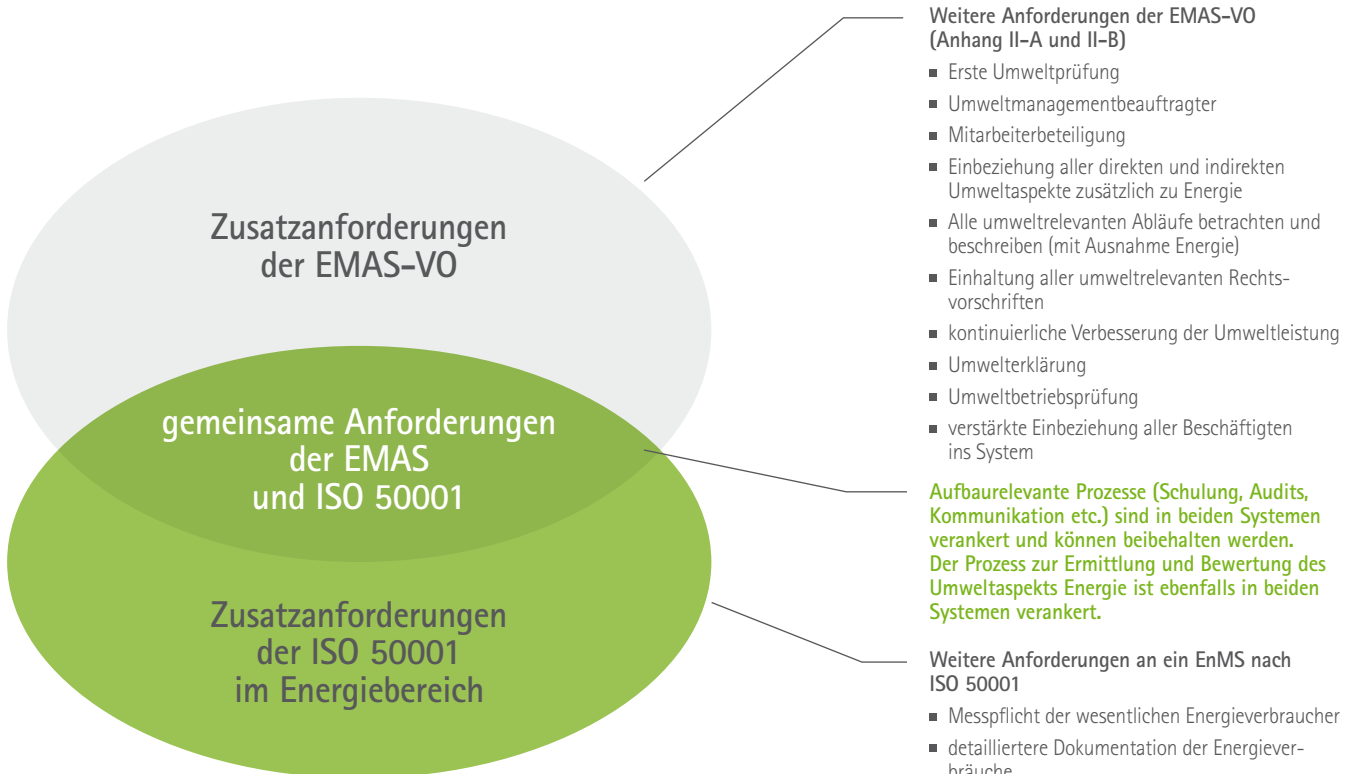 Zusatzanforderungen
der EMAS-VO
gemeinsame Anforderungen
der EMAS
und ISO 50001
Zusatzanforderungen
der ISO 50001
im Energiebereich
Weitere Anforderungen der EMAS-VO
(Anhang II-A und II-B)
■ Erste Umweltprüfung
■ Umweltmanagementbeauftragter
■ Mitarbeiterbeteiligung
■ Einbeziehung aller direkten und indirekten
Umweltaspekte zusätzlich zu Energie
■ Alle umweltrelevanten Abläufe betrachten und
beschreiben (mit Ausnahme Energie)
■ Einhaltung aller umweltrelevanten Rechts-
vorschriften
■ kontinuierliche Verbesserung der Umweltleistung
■ Umwelterklärung
■ Umweltbetriebsprüfung
■ verstärkte Einbeziehung aller Beschäftigten
ins System
Aufbaurelevante Prozesse (Schulung, Audits,
Kommunikation etc.) sind in beiden Systemen
verankert und können beibehalten werden.
Der Prozess zur Ermittlung und Bewertung des
Umweltaspekts Energie ist ebenfalls in beiden
Systemen verankert.
Weitere Anforderungen an ein EnMS nach
ISO 50001
■ Messpflicht der wesentlichen Energieverbraucher
■ detailliertere Dokumentation der Energiever-
bräuche